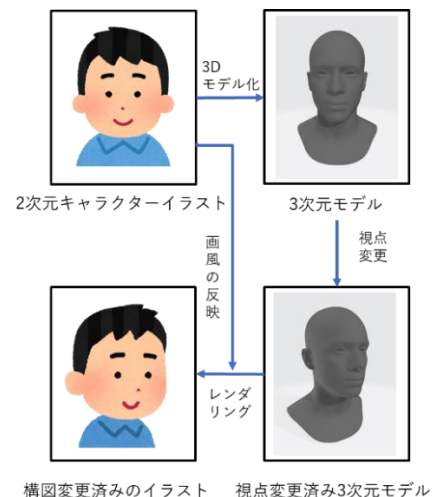 3D
モデル化
2次元キャラクターイラスト
3次元モデル
視点
変更
画風の反映
レンダ
リング
構図変更済みのイラスト
視点変更済み3次元モデル